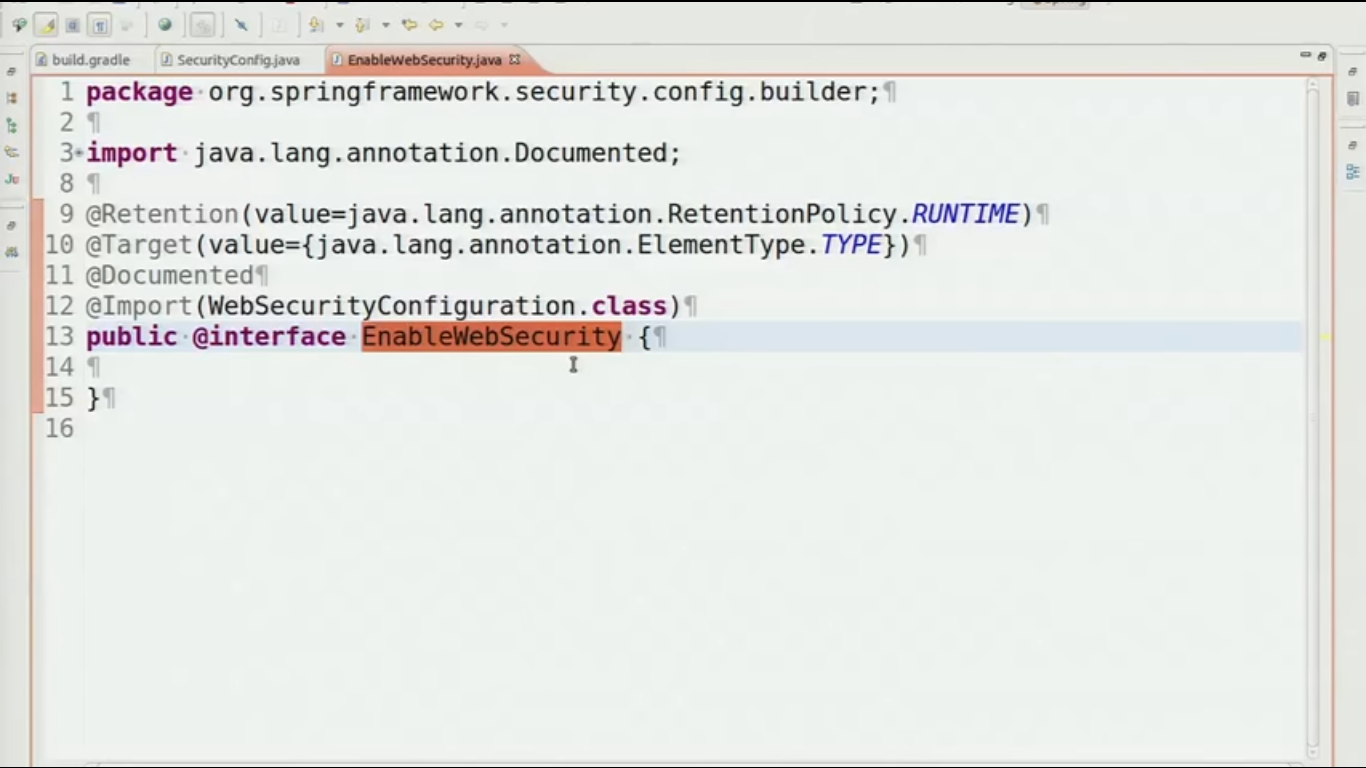 build.gradle SecurityConfig.java EnableWebSecurity.java
1 package org.springframework.security.config.builder;¶
2 ¶
3 import java.lang.annotation.Documented;
8 ¶
9 @Retention(value=java.lang.annotation.RetentionPolicy.RUNTIME)¶
10 @Target(value={java.lang.annotation.ElementType.TYPE})¶
11 @Documented¶
12 @Import(WebSecurityConfiguration.class)¶
13 public @interface EnableWebSecurity {¶
14 ¶
15 }¶
16